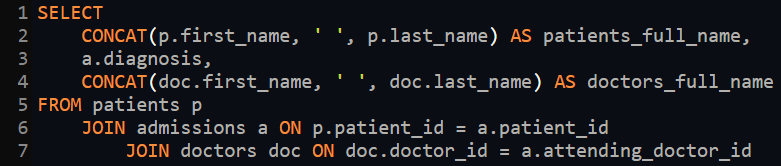 1 SELECT
2     CONCAT(p.first_name, ' ', p.last_name) AS patients_full_name,
3     a.diagnosis,
4     CONCAT(doc.first_name, ' ', doc.last_name) AS doctors_full_name
5 FROM patients p
6     JOIN admissions a ON p.patient_id = a.patient_id
7         JOIN doctors doc ON doc.doctor_id = a.attending_doctor_id